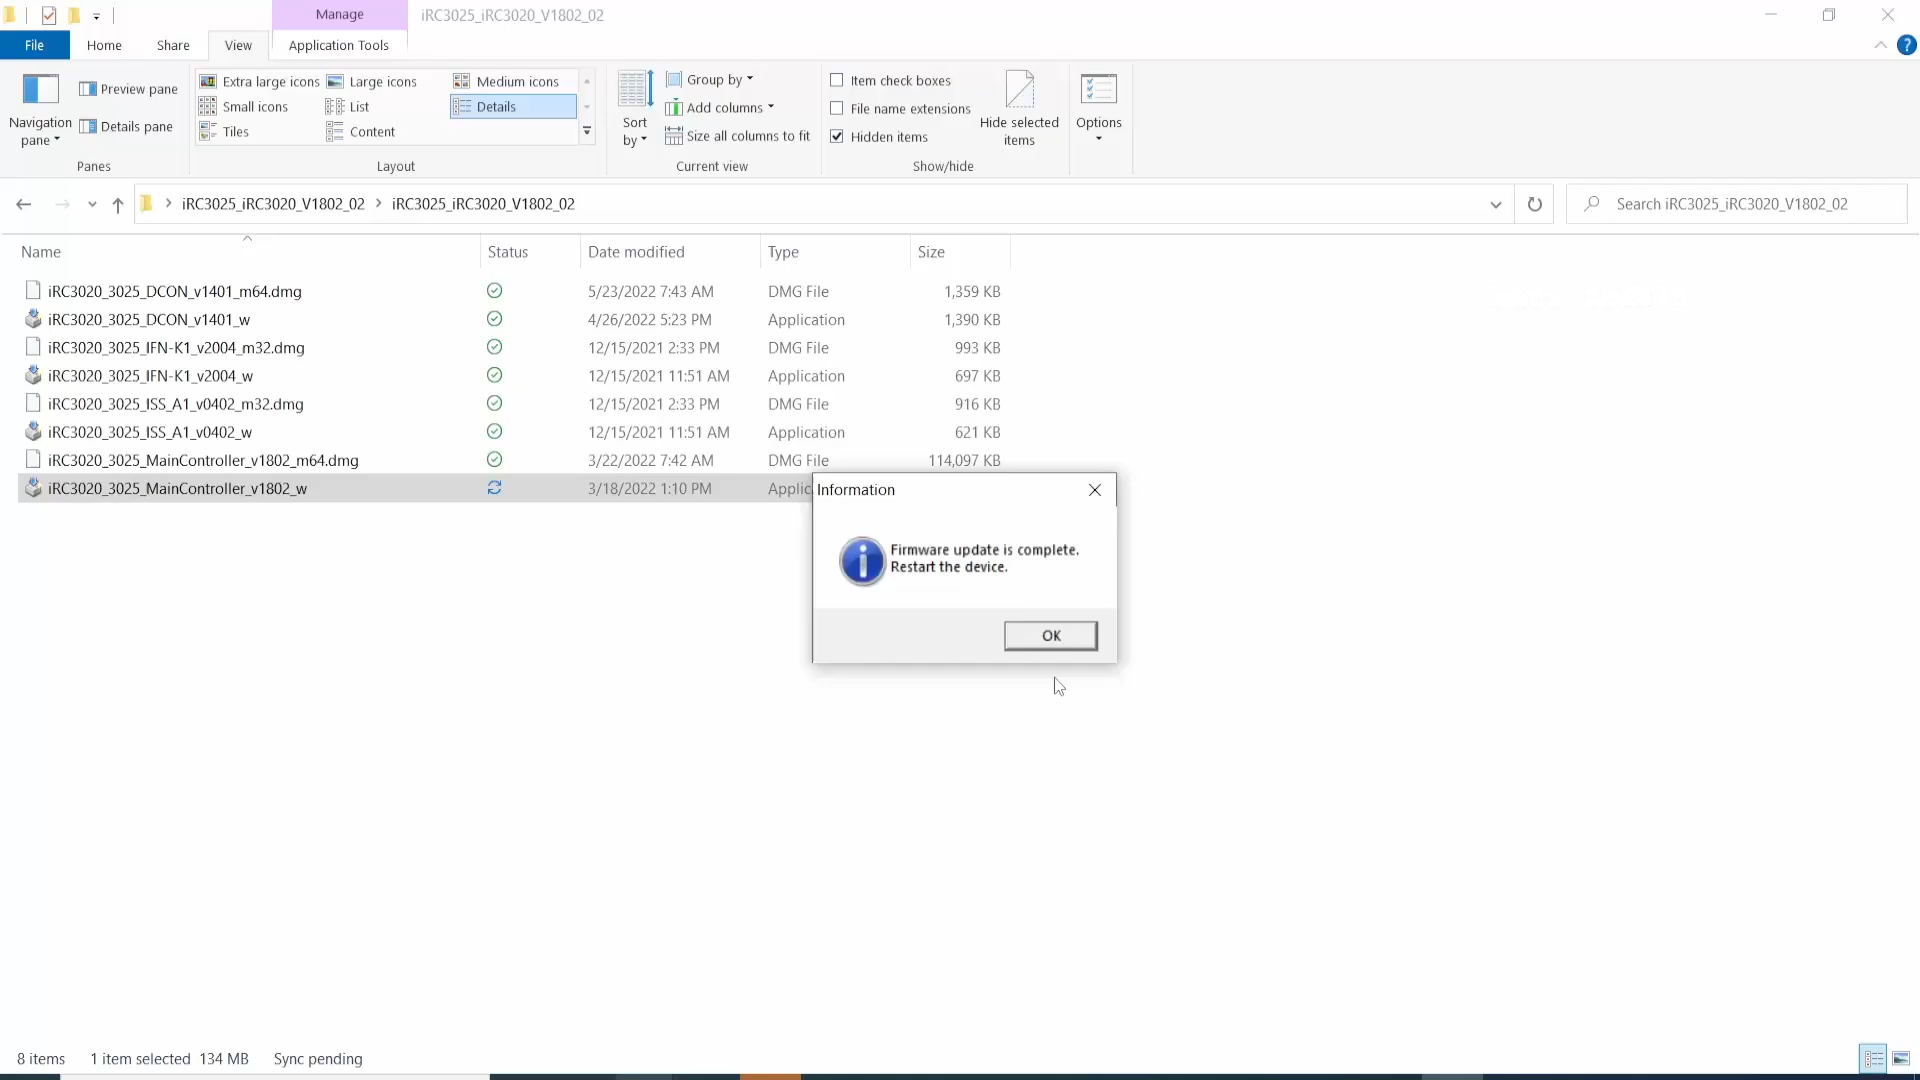 Manage
iRC3025_iRC3020_V1802_02
File
Home
Share
View
Application Tools
Navigation pane
Preview pane
Details pane
Panes
Extra large icons
Large icons
Medium icons
Small icons
List
Details
Tiles
Content
Layout
Sort by
Group by
Add columns
Size all columns to fit
Current view
Item check boxes
File name extensions
Hidden items
Hide selected items
Show/hide
Options
iRC3025_iRC3020_V1802_02 > iRC3025_iRC3020_V1802_02
Search iRC3025_iRC3020_V1802_02
Name Status Date modified Type Size
iRC3020_3025_DCON_v1401_m64.dmg 5/23/2022 7:43 AM DMG File 1,359 KB
iRC3020_3025_DCON_v1401_w 4/26/2022 5:23 PM Application 1,390 KB
iRC3020_3025_IFN-K1_v2004_m32.dmg 12/15/2021 2:33 PM DMG File 993 KB
iRC3020_3025_IFN-K1_v2004_w 12/15/2021 11:51 AM Application 697 KB
iRC3020_3025_ISS_A1_v0402_m32.dmg 12/15/2021 2:33 PM DMG File 916 KB
iRC3020_3025_ISS_A1_v0402_w 12/15/2021 11:51 AM Application 621 KB
iRC3020_3025_MainController_v1802_m64.dmg 3/22/2022 7:42 AM DMG File 114,097 KB
iRC3020_3025_MainController_v1802_w 3/18/2022 1:10 PM Applic
Information
Firmware update is complete.
Restart the device.
OK
8 items 1 item selected 134 MB Sync pending